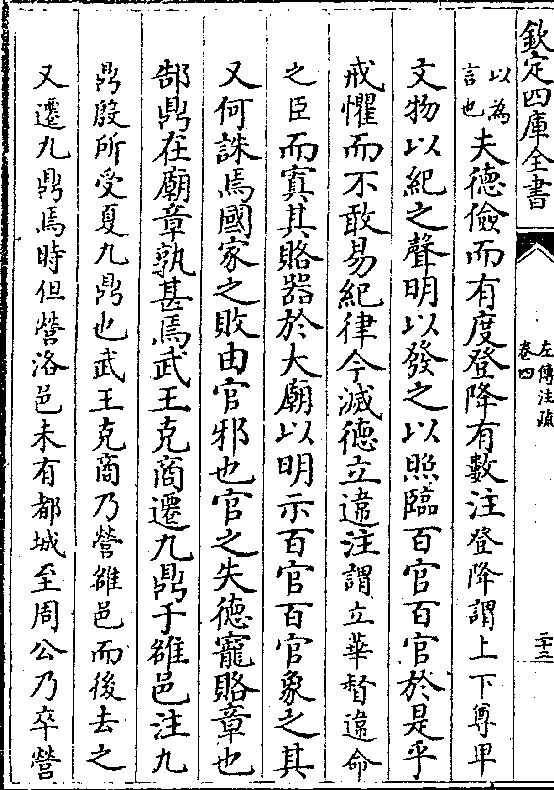 欽定四庫全書
左傳注疏
卷四
二十三
以為
言也夫德儉而有度登降有數注登降謂上下尊卑
文物以紀之聲明以發之以照臨百官百官於是乎
戒懼而不敢易紀律今滅德立違注謂立華督違命
之臣而寘其賂器於大廟以明示百官百官象之其
又何誅焉國家之敗由官邪也官之失德寵賂章也
郜鼎在廟章孰甚焉武王克商遷九鼎于雒邑注九
鼎殷所受夏九鼎也武王克商乃營雒邑而後去之
又遷九鼎焉時但營洛邑未有都城至周公乃卒營